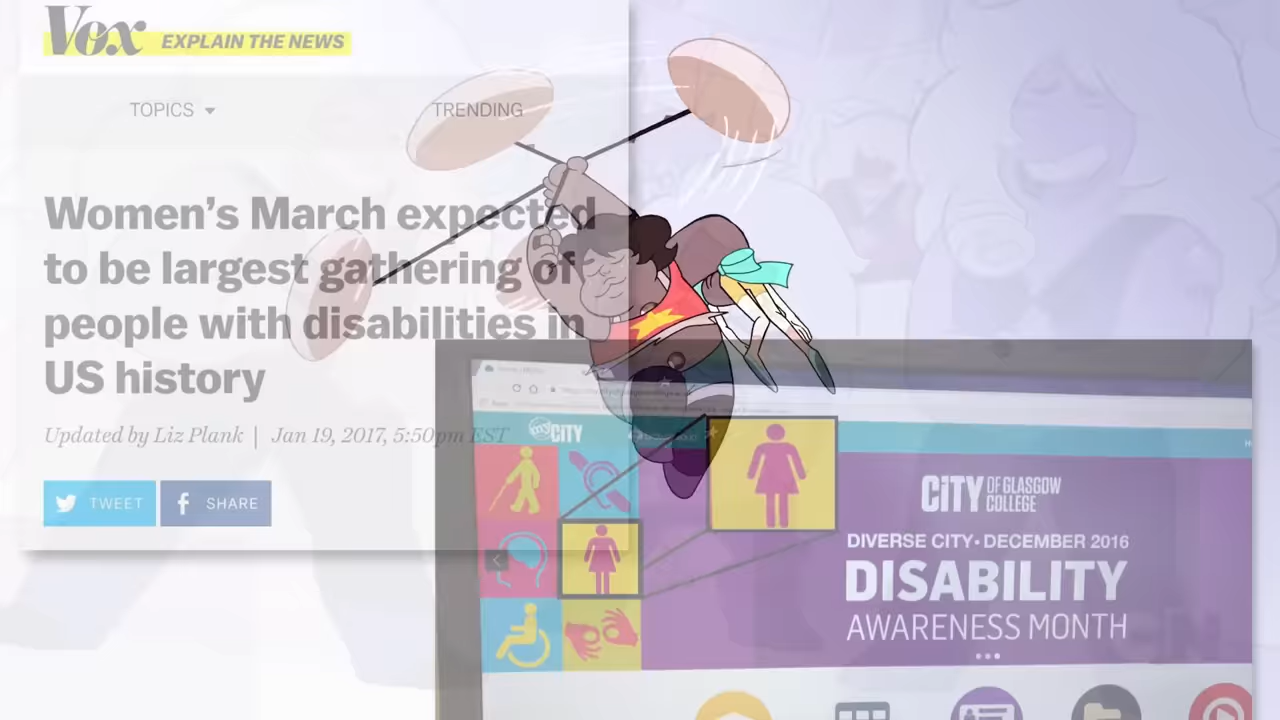 Vox EXPLAIN THE NEWS
TOPICS
TRENDING
Women's March expected
to be largest gathering of
people with disabilities in
US history
Updated by Liz Plank | Jan 19, 2017, 5:50pm EST
TWEET
SHARE
CITY
CITY OF GLASGOW
COLLEGE
DIVERSE CITY • DECEMBER 2016
DISABILITY
AWARENESS MONTH